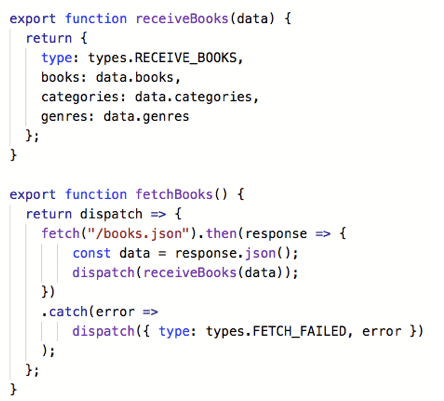 export function receiveBooks(data) {
  return {
    type: types.RECEIVE_BOOKS,
    books: data.books,
    categories: data.categories,
    genres: data.genres
  };
}

export function fetchBooks() {
  return dispatch => {
    fetch("/books.json").then(response => {
        const data = response.json();
        dispatch(receiveBooks(data));
    })
    .catch(error =>
        dispatch({ type: types.FETCH_FAILED, error })
    );
  };
}